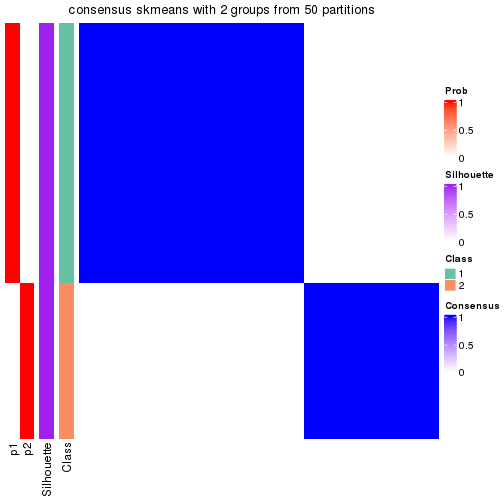 consensus skmeans with 2 groups from 50 partitions
Prob
1
0.5
0
Silhouette
1
0.5
0
Class
1
2
Consensus
1
0.5
0
p1
p2
Silhouette
Class